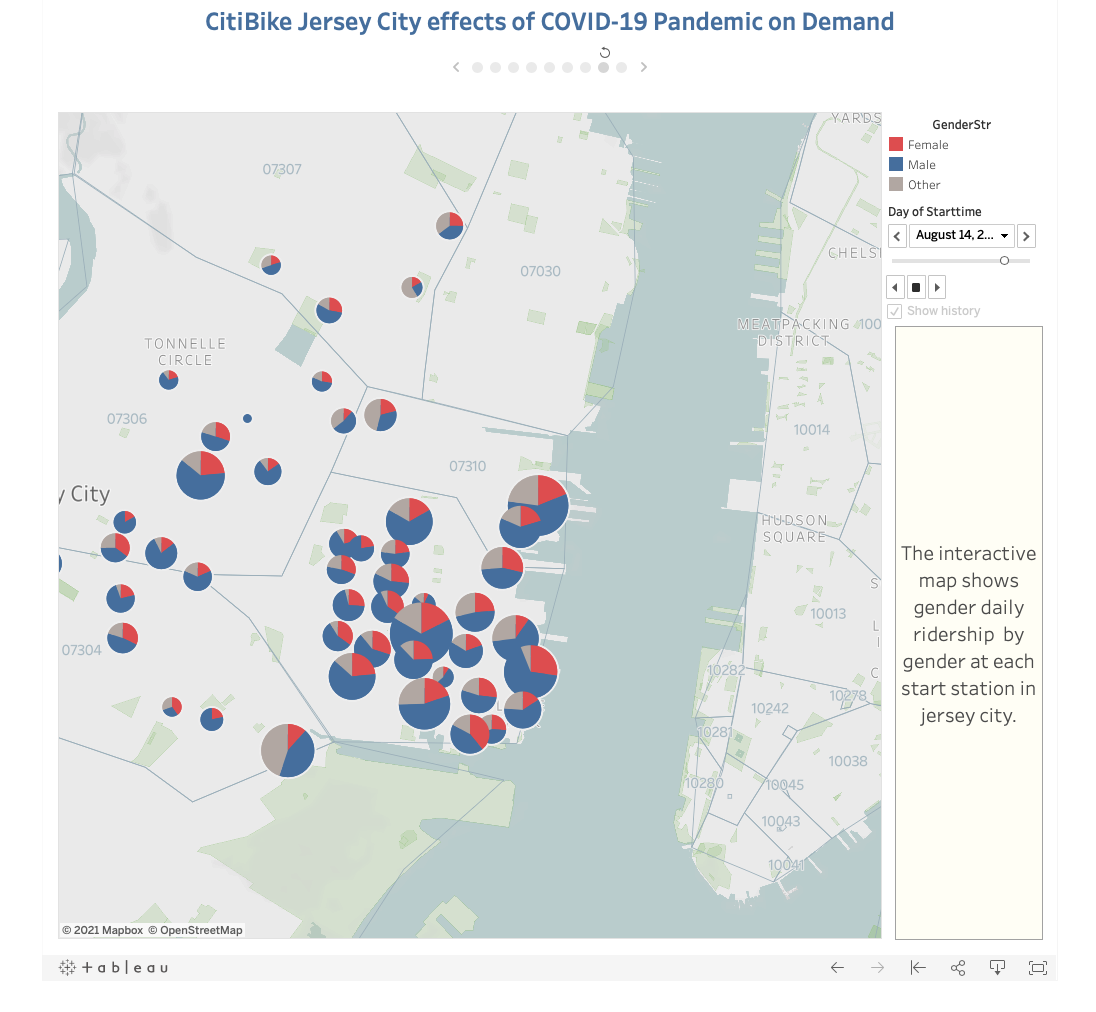 CitiBike Jersey City effects of COVID-19 Pandemic on Demand
YARDS
07307
07030
CHELS
MEATPACKING
DISTRICT
100
TONNELLE
CIRCLE
07306
10014
07310
y City
HUDSON
SQUARE
S
10013
L
07304
10282
C
10278
10242
L
10281
10038
10280
10045
10043
10041
© 2021 Mapbox © OpenStreetMap
GenderStr
Female
Male
Other
Day of Starttime
August 14, 2...
Show history
The interactive
map shows
gender daily
ridership by
gender at each
start station in
jersey city.
+ableau